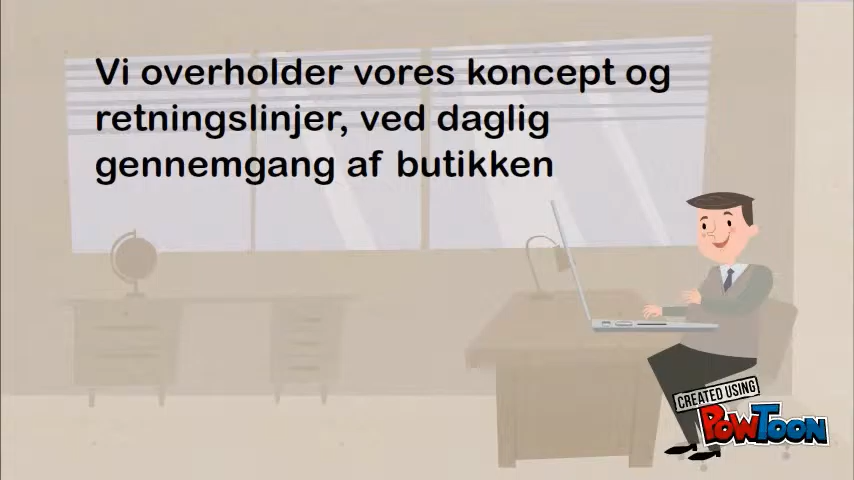 Vi overholder vores koncept og
retningslinjer, ved daglig
gennemgang af butikken
CREATED USING
POWTOON